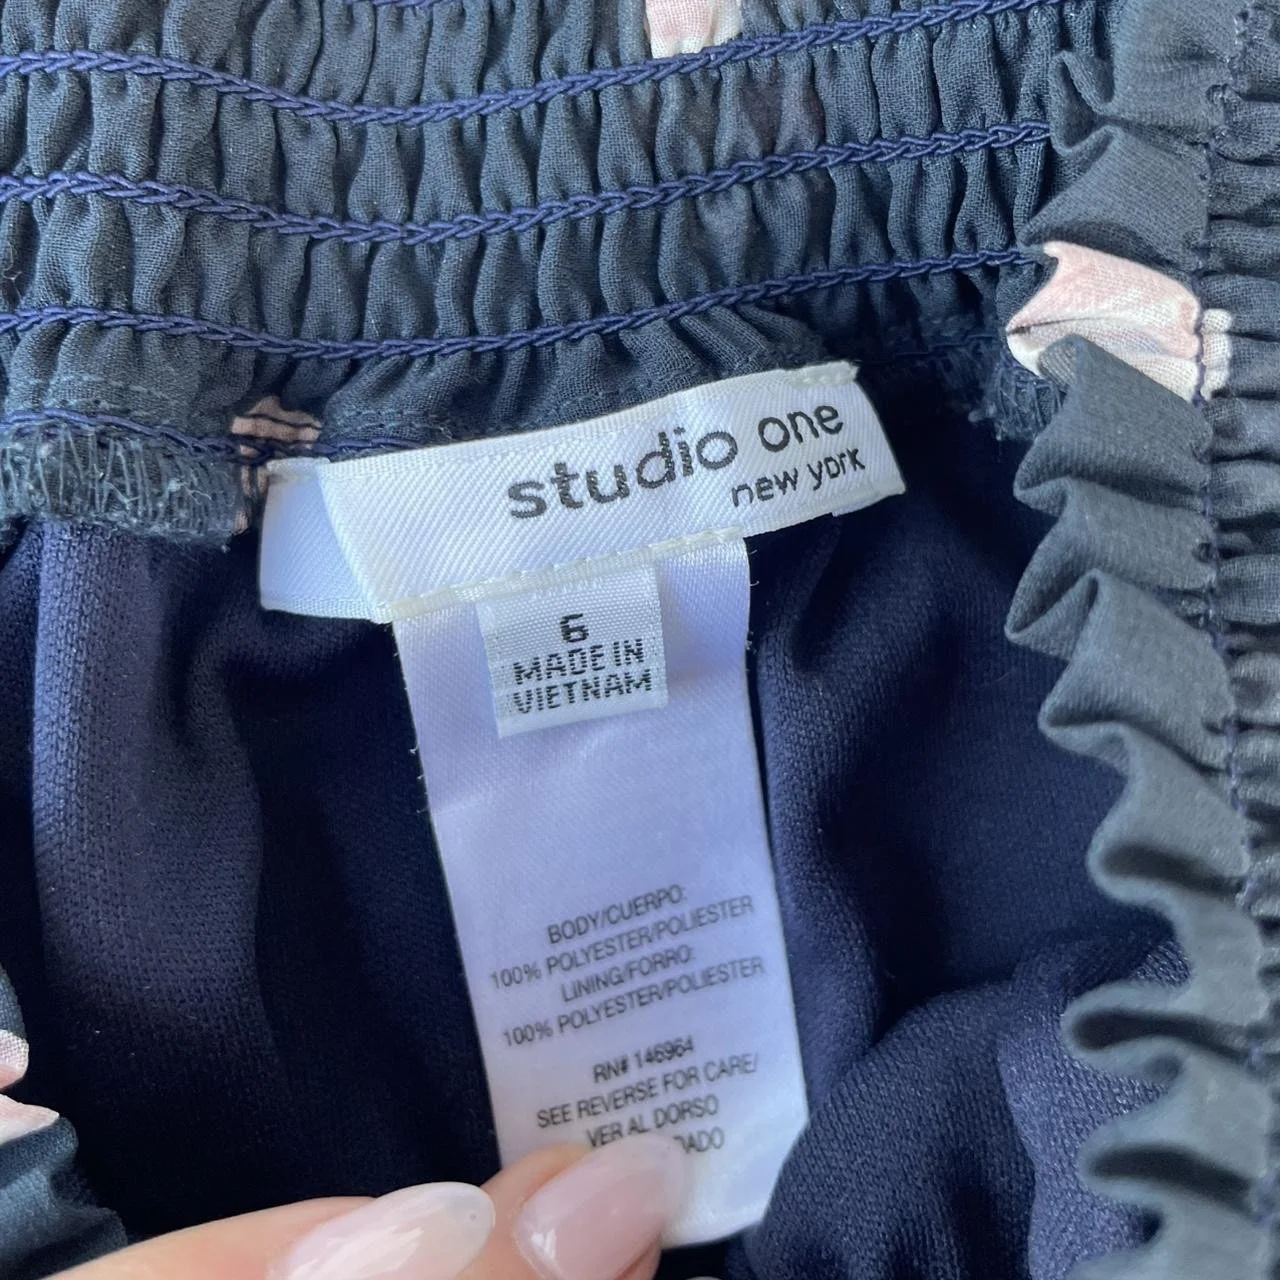 studio one
new york
6
MADE IN
VIETNAM
BODY/CUERPO:
100% POLYESTER/POLIESTER
LINING/FORRO:
100% POLYESTER/POLIESTER
RN# 146964
SEE REVERSE FOR CARE/
VER AL DORSO